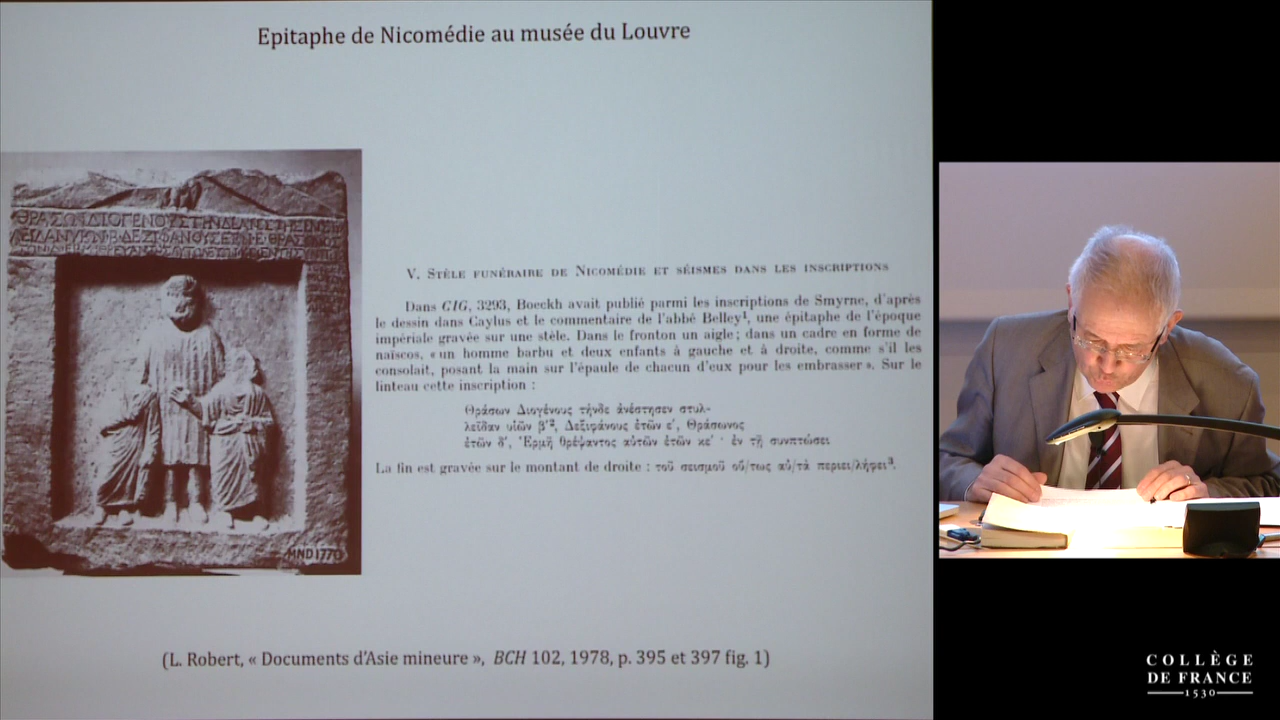 Epitaphe de Nicomédie au musée du Louvre
ΘΡΑΣΩΝΔΙΟΓΕΝΟΥΣΤΗΝΔΕΑΝΕΣΤΗΣΕΝ
MND1770
V. STÈLE FUNÉRAIRE DE NICOMÉDIE ET SÉISMES DANS LES INSCRIPTIONS
Dans CIG, 3293, Boeckh avait publié parmi les inscriptions de Smyrne, d'après
le dessin dans Caylus et le commentaire de l'abbé Belley¹, une épitaphe de l'époque
impériale gravée sur une stèle. Dans le fronton un aigle; dans un cadre en forme de
naïscos, « un homme barbu et deux enfants à gauche et à droite, comme s'il les
consolait, posant la main sur l'épaule de chacun d'eux pour les embrasser ». Sur le
linteau cette inscription :
Θράσων Διογένους τήνδε ἀνέστησεν στυλ-
λεῖδαν υἱῶν β'², Δεξιφάνους ἐτῶν ε', Θράσωνος
ἐτῶν δ', Ἑρμῆ θρέψαντος αὐτῶν ἐτῶν κε' · ἐν τῇ συνπτώσει
La fin est gravée sur le montant de droite : τοῦ σεισμοῦ οὕ/τως αὐ/τὰ περιει/λήφει³.
(L. Robert, « Documents d'Asie mineure », BCH 102, 1978, p. 395 et 397 fig. 1)
COLLÈGE
DE FRANCE
1530